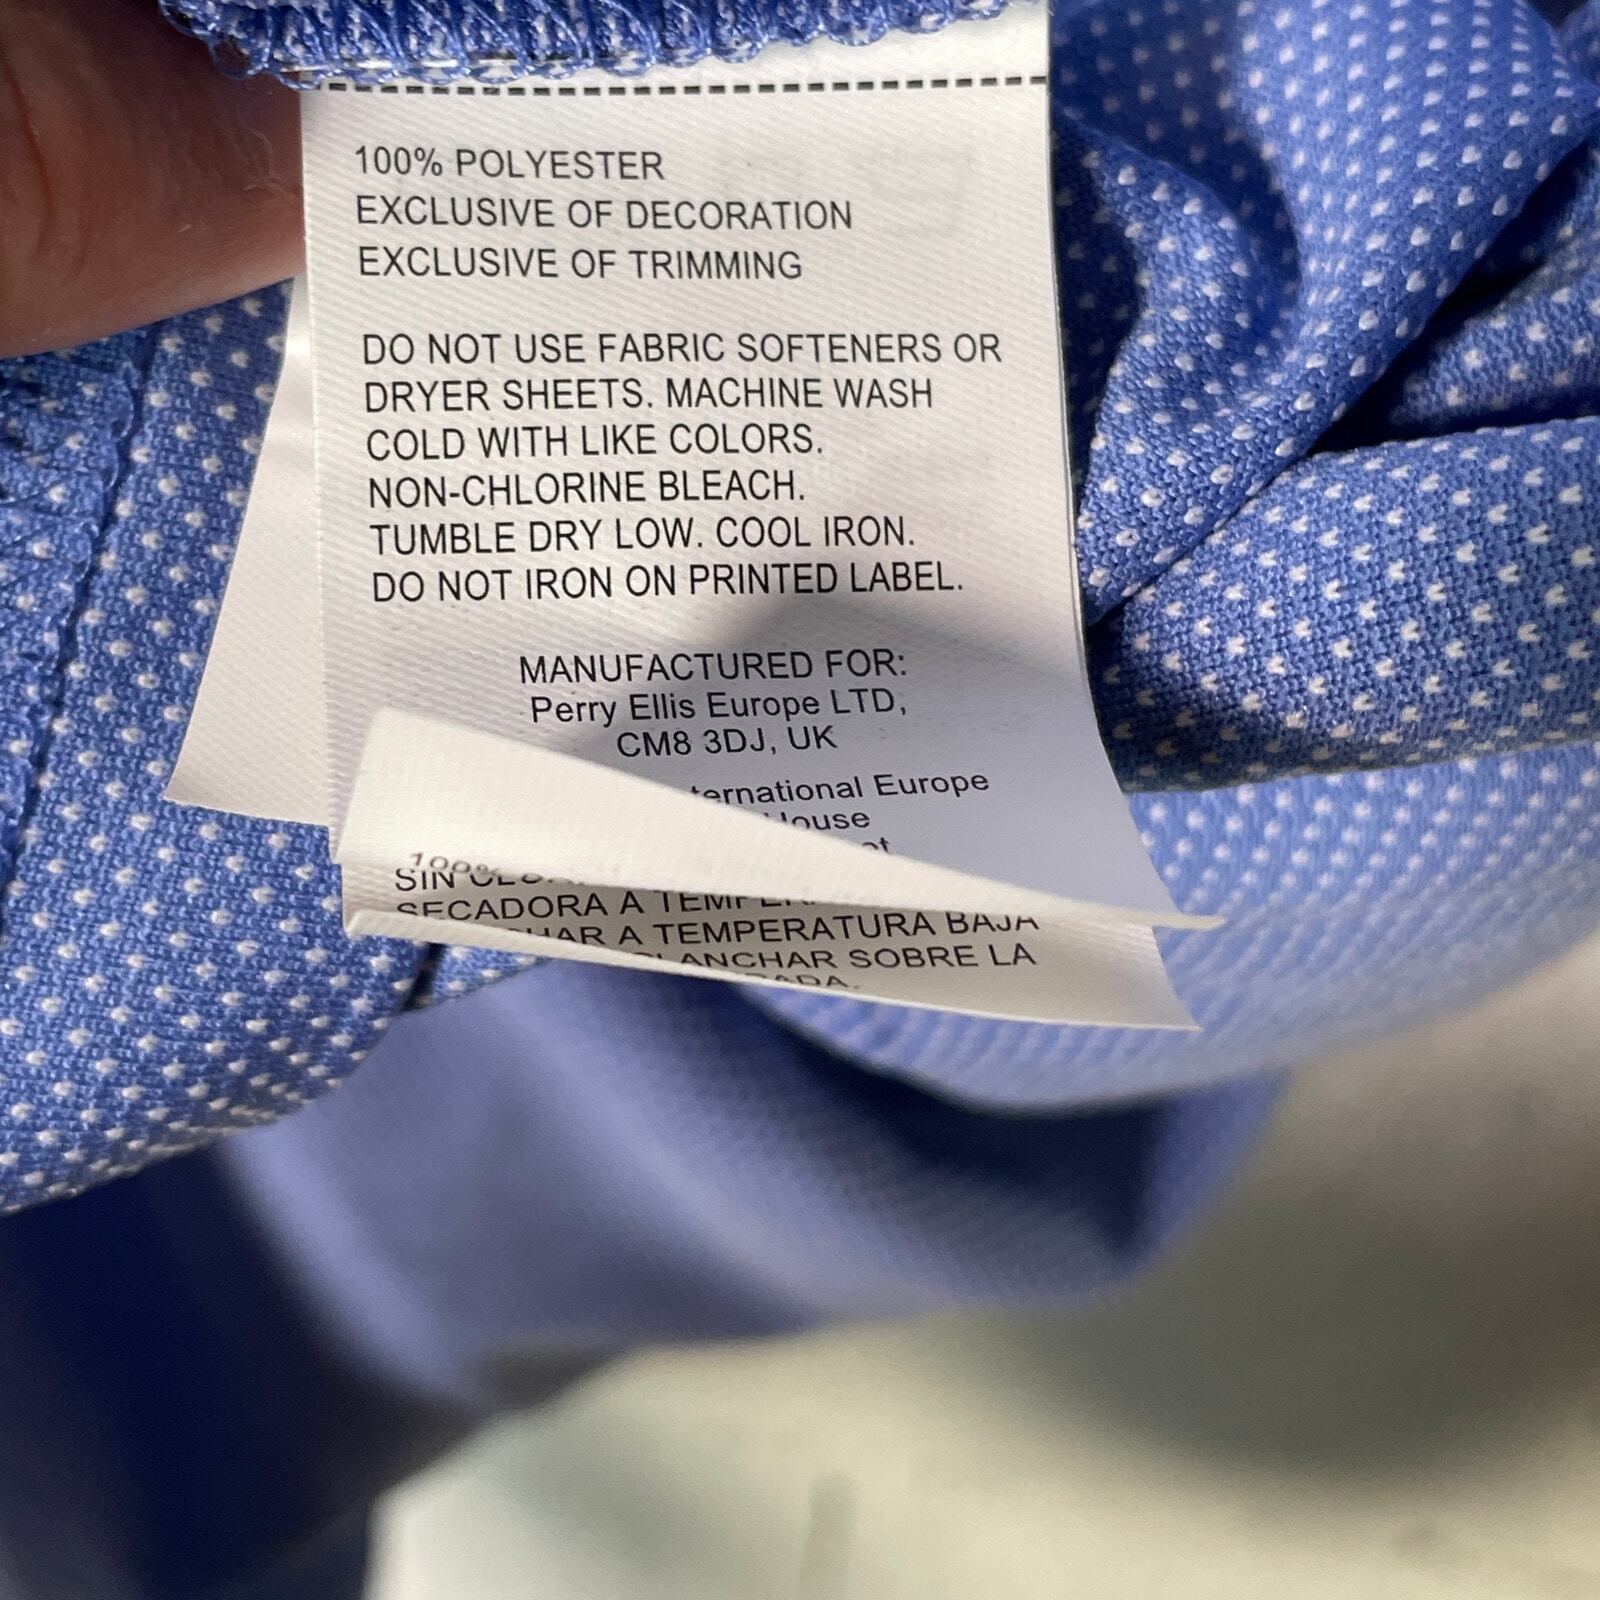 100% POLYESTER
EXCLUSIVE OF DECORATION
EXCLUSIVE OF TRIMMING
DO NOT USE FABRIC SOFTENERS OR
DRYER SHEETS. MACHINE WASH
COLD WITH LIKE COLORS.
NON-CHLORINE BLEACH.
TUMBLE DRY LOW. COOL IRON.
DO NOT IRON ON PRINTED LABEL.
MANUFACTURED FOR:
Perry Ellis Europe LTD,
CM8 3DJ, UK
Europe
100%
SIN
SECADORA A
A TEMPERATURA BAJA
SOBRE LA